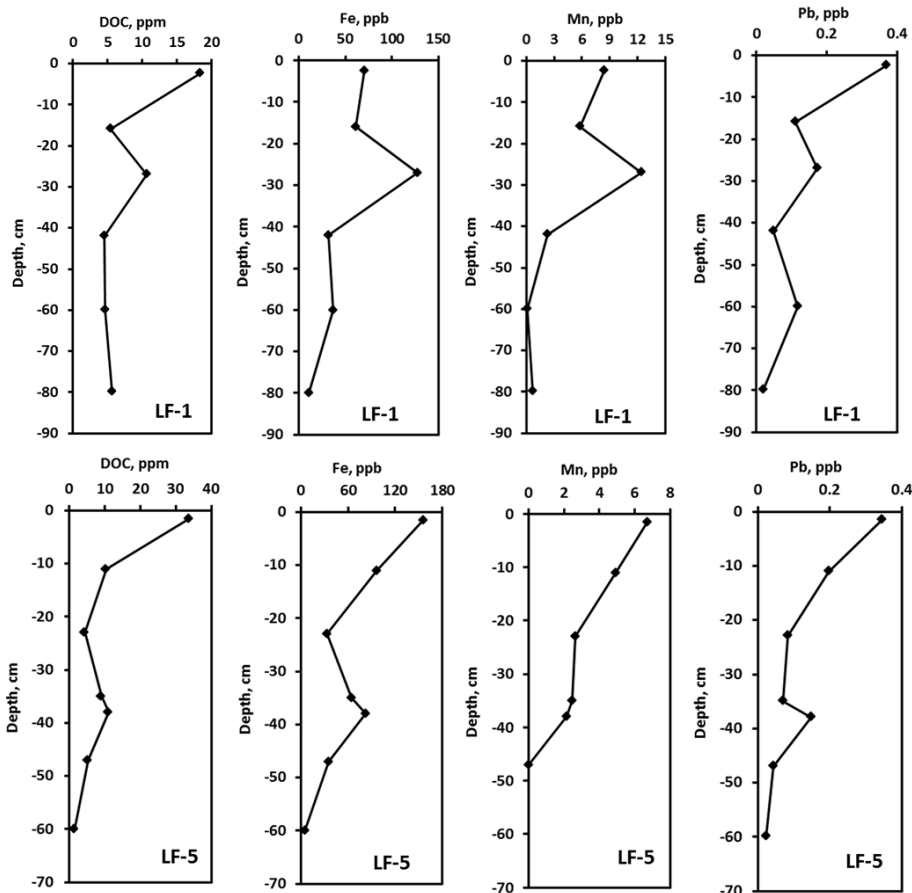 DOC, ppm
0 5 10 15 20
0
-10
-20
-30
-40
-50
-60
-70
-80
-90
Depth, cm
LF-1
Fe, ppb
0 50 100 150
0
-10
-20
-30
-40
-50
-60
-70
-80
-90
Depth, cm
LF-1
Mn, ppb
0 3 6 9 12 15
0
-10
-20
-30
-40
-50
-60
-70
-80
-90
Depth, cm
LF-1
Pb, ppb
0 0.2 0.4
0
-10
-20
-30
-40
-50
-60
-70
-80
-90
Depth, cm
LF-1
DOC, ppm
0 10 20 30 40
0
-10
-20
-30
-40
-50
-60
-70
Depth, cm
LF-5
Fe, ppb
0 60 120 180
0
-10
-20
-30
-40
-50
-60
-70
Depth, cm
LF-5
Mn, ppb
0 2 4 6 8
0
-10
-20
-30
-40
-50
-60
-70
Depth, cm
LF-5
Pb, ppb
0 0.2 0.4
0
-10
-20
-30
-40
-50
-60
-70
Depth, cm
LF-5